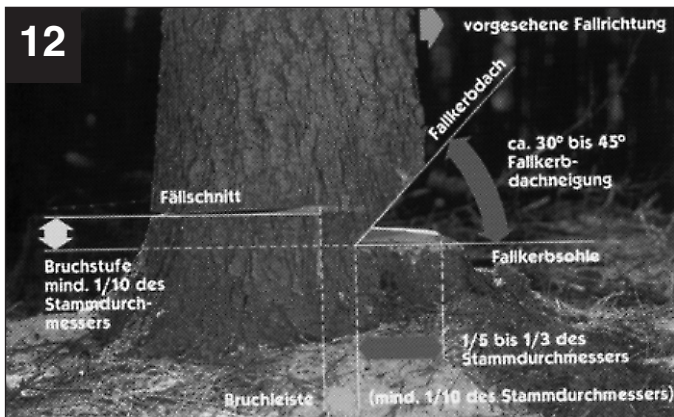 12
vorgesehene Fallrichtung
Fallkerbdach
ca. 30° bis 45°
Fallkerb-
dachneigung
Fällschnitt
Fallkerbsohle
Bruchstufe
mind. 1/10 des
Stammdurch-
messers
1/5 bis 1/3 des
Stammdurchmessers
Bruchleiste
(mind. 1/10 des Stammdurchmessers)